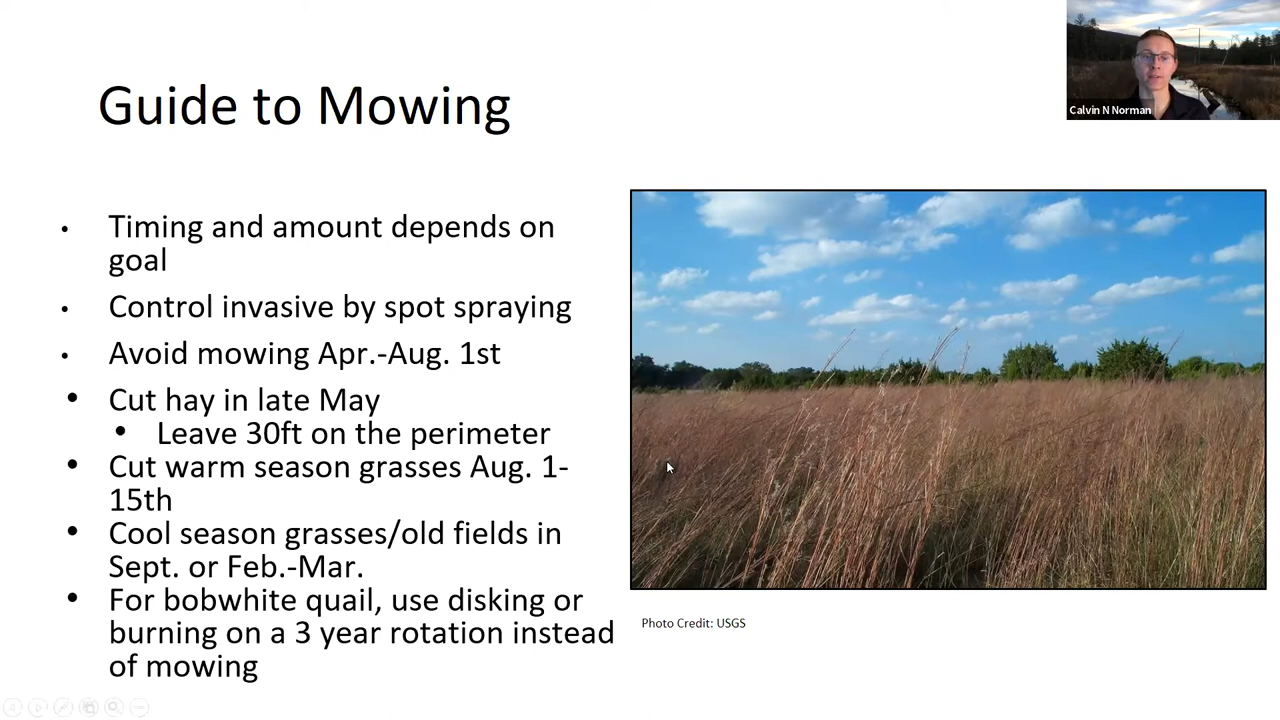 Guide to Mowing
Calvin N Norman
• Timing and amount depends on
goal
• Control invasive by spot spraying
• Avoid mowing Apr.-Aug. 1st
• Cut hay in late May
• Leave 30ft on the perimeter
• Cut warm season grasses Aug. 1-
15th
• Cool season grasses/old fields in
Sept. or Feb.-Mar.
• For bobwhite quail, use disking or
burning on a 3 year rotation instead
of mowing
Photo Credit: USGS